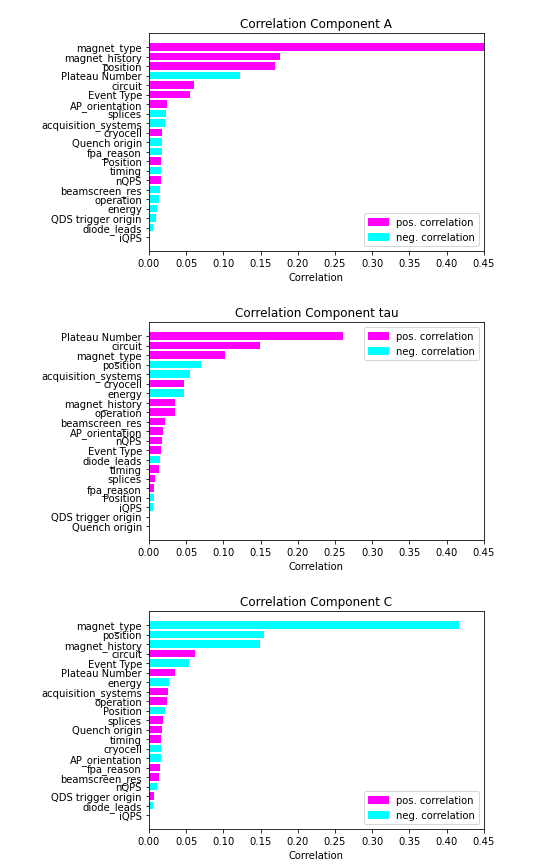 Correlation Component A
magnet_type
magnet_history
position
Plateau Number
circuit
Event Type
AP_orientation
splices
acquisition_systems
cryocell
Quench origin
fpa_reason
Position
timing
nQPS
beamscreen_res
operation
energy
QDS trigger origin
diode_leads
iQPS
pos. correlation
neg. correlation
0.00 0.05 0.10 0.15 0.20 0.25 0.30 0.35 0.40 0.45
Correlation
Correlation Component tau
Plateau Number
circuit
magnet_type
position
acquisition_systems
cryocell
energy
magnet_history
operation
beamscreen_res
AP_orientation
nQPS
Event Type
diode_leads
timing
splices
fpa_reason
Position
iQPS
QDS trigger origin
Quench origin
pos. correlation
neg. correlation
0.00 0.05 0.10 0.15 0.20 0.25 0.30 0.35 0.40 0.45
Correlation
Correlation Component C
magnet_type
position
magnet_history
circuit
Event Type
Plateau Number
energy
acquisition_systems
operation
Position
splices
Quench origin
timing
cryocell
AP_orientation
fpa_reason
beamscreen_res
nQPS
QDS trigger origin
diode_leads
iQPS
pos. correlation
neg. correlation
0.00 0.05 0.10 0.15 0.20 0.25 0.30 0.35 0.40 0.45
Correlation